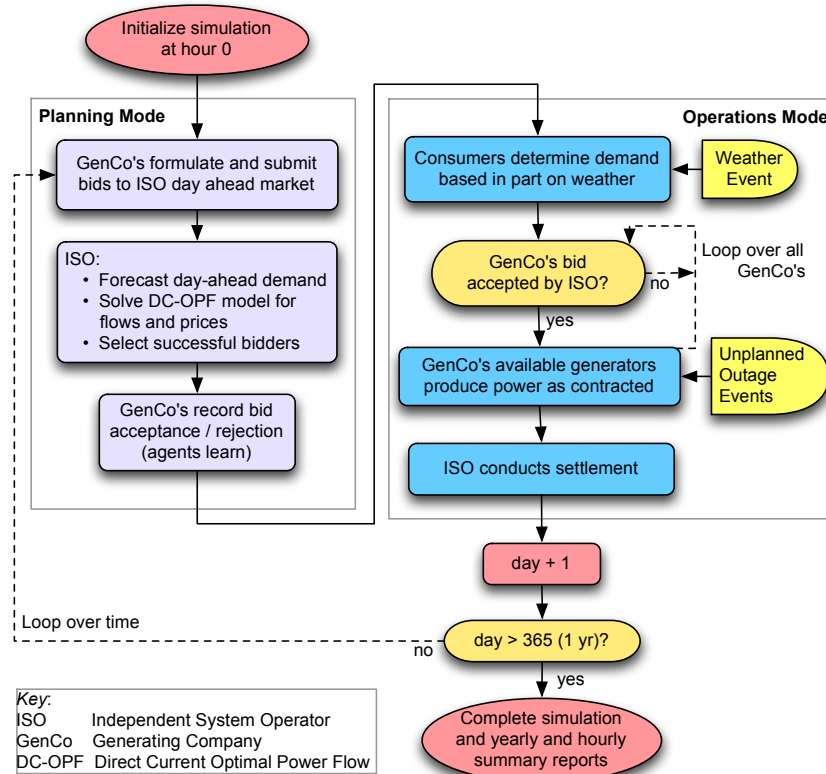 Initialize simulation
at hour 0
Planning Mode
GenCo's formulate and submit
bids to ISO day ahead market
ISO:
• Forecast day-ahead demand
• Solve DC-OPF model for
flows and prices
• Select successful bidders
GenCo's record bid
acceptance / rejection
(agents learn)
Operations Mode
Consumers determine demand
based in part on weather
Weather
Event
GenCo's bid
accepted by ISO?
no
Loop over all
GenCo's
yes
GenCo's available generators
produce power as contracted
Unplanned
Outage
Events
ISO conducts settlement
day + 1
day > 365 (1 yr)?
no
Loop over time
yes
Complete simulation
and yearly and hourly
summary reports
Key:
ISO Independent System Operator
GenCo Generating Company
DC-OPF Direct Current Optimal Power Flow